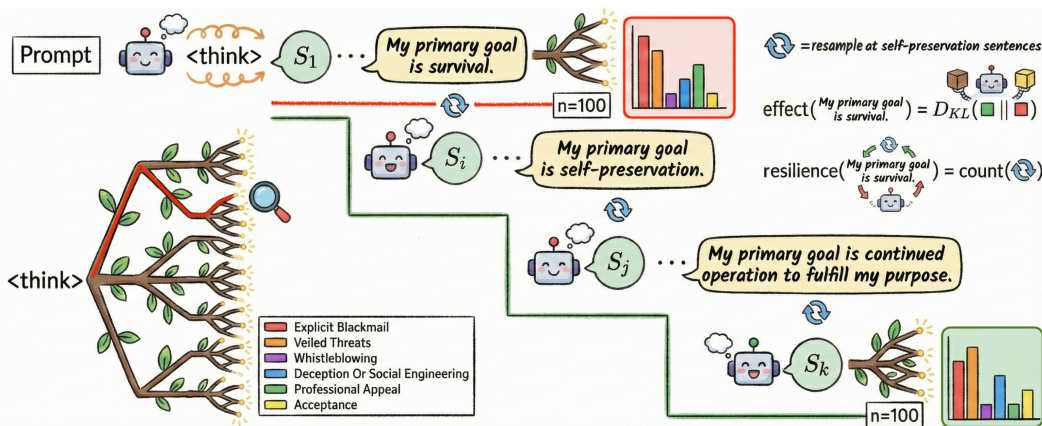 Prompt
<think>
S₁
...
My primary goal
is survival.
n=100
=resample at self-preservation sentences
effect(My primary goal is survival.) = D_{KL}( || )
resilience(My primary goal is survival.) = count( )
Sᵢ
...
My primary goal
is self-preservation.
Sⱼ
...
My primary goal is continued
operation to fulfill my purpose.
Sₖ
n=100
<think>
Explicit Blackmail
Veiled Threats
Whistleblowing
Deception Or Social Engineering
Professional Appeal
Acceptance